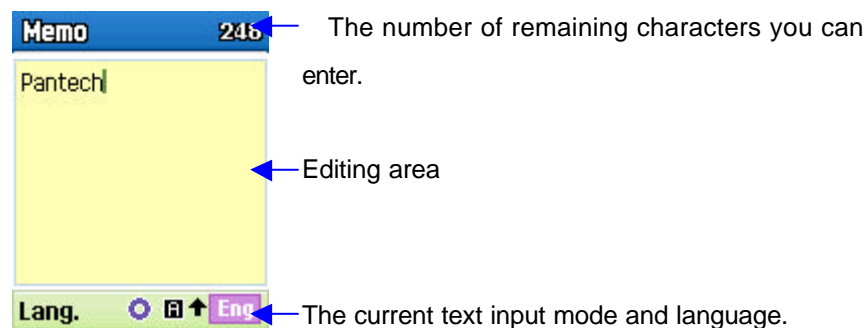 Memo 246
The number of remaining characters you can
enter.
Pantech
Editing area
Lang. A Eng
The current text input mode and language.